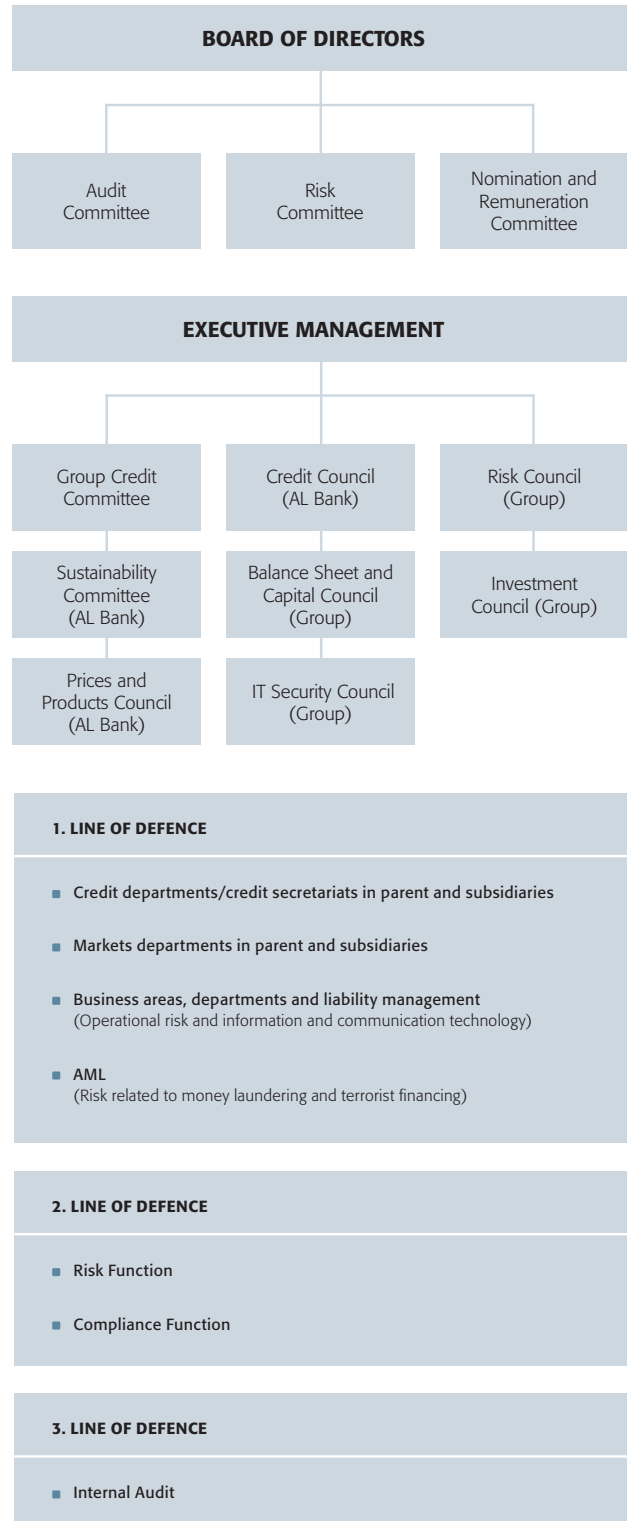 BOARD OF DIRECTORS
Audit
Committee
Risk
Committee
Nomination and
Remuneration
Committee
EXECUTIVE MANAGEMENT
Group Credit
Committee
Credit Council
(AL Bank)
Risk Council
(Group)
Sustainability
Committee
(AL Bank)
Balance Sheet and
Capital Council
(Group)
Investment
Council (Group)
Prices and
Products Council
(AL Bank)
IT Security Council
(Group)
1. LINE OF DEFENCE
Credit departments/credit secretariats in parent and subsidiaries
Markets departments in parent and subsidiaries
Business areas, departments and liability management
(Operational risk and information and communication technology)
AML
(Risk related to money laundering and terrorist financing)
2. LINE OF DEFENCE
Risk Function
Compliance Function
3. LINE OF DEFENCE
Internal Audit